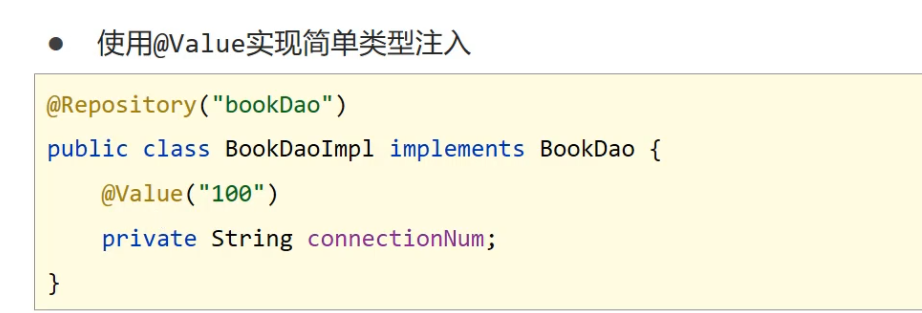 ● 使用@Value实现简单类型注入
@Repository("bookDao")
public class BookDaoImpl implements BookDao {
    @Value("100")
    private String connectionNum;
}